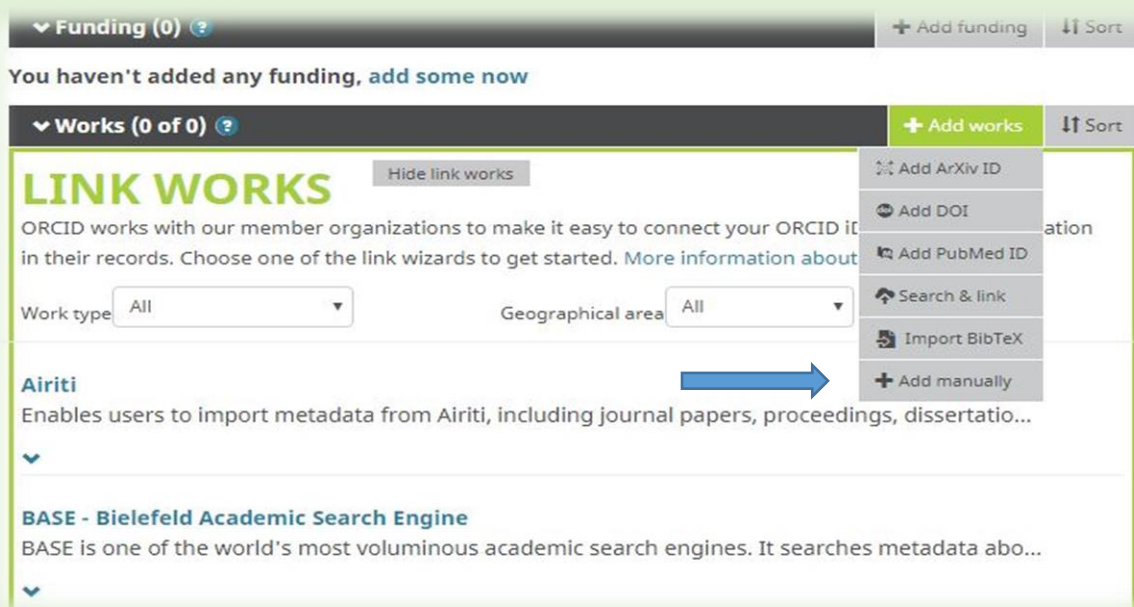 Funding (0) ?
+ Add funding
Sort
You haven't added any funding, add some now
Works (0 of 0) ?
+ Add works
Sort
LINK WORKS
Hide link works
Add ArXiv ID
Add DOI
Add PubMed ID
Search & link
Import BibTeX
+ Add manually
ORCID works with our member organizations to make it easy to connect your ORCID
in their records. Choose one of the link wizards to get started. More information about
Work type
All
Geographical area
All
Airiti
Enables users to import metadata from Airiti, including journal papers, proceedings, dissertatio...
BASE - Bielefeld Academic Search Engine
BASE is one of the world's most voluminous academic search engines. It searches metadata abo...